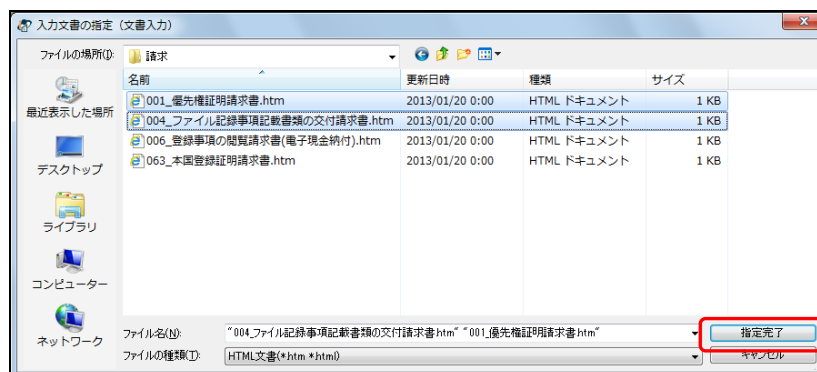 入力文書の指定（文書入力）
ファイルの場所(I): 請求
名前 更新日時 種類 サイズ
001_優先権証明請求書.htm 2013/01/20 0:00 HTML ドキュメント 1 KB
004_ファイル記録事項記載書類の交付請求書.htm 2013/01/20 0:00 HTML ドキュメント 1 KB
006_登録事項の閲覧請求書(電子現金納付).htm 2013/01/20 0:00 HTML ドキュメント 1 KB
063_本国登録証明請求書.htm 2013/01/20 0:00 HTML ドキュメント 1 KB
最近表示した場所
デスクトップ
ライブラリ
コンピューター
ネットワーク
ファイル名(N): "004_ファイル記録事項記載書類の交付請求書.htm" "001_優先権証明請求書.htm" 指定完了
ファイルの種類(T): HTML文書(*.htm *.html) キャンセル